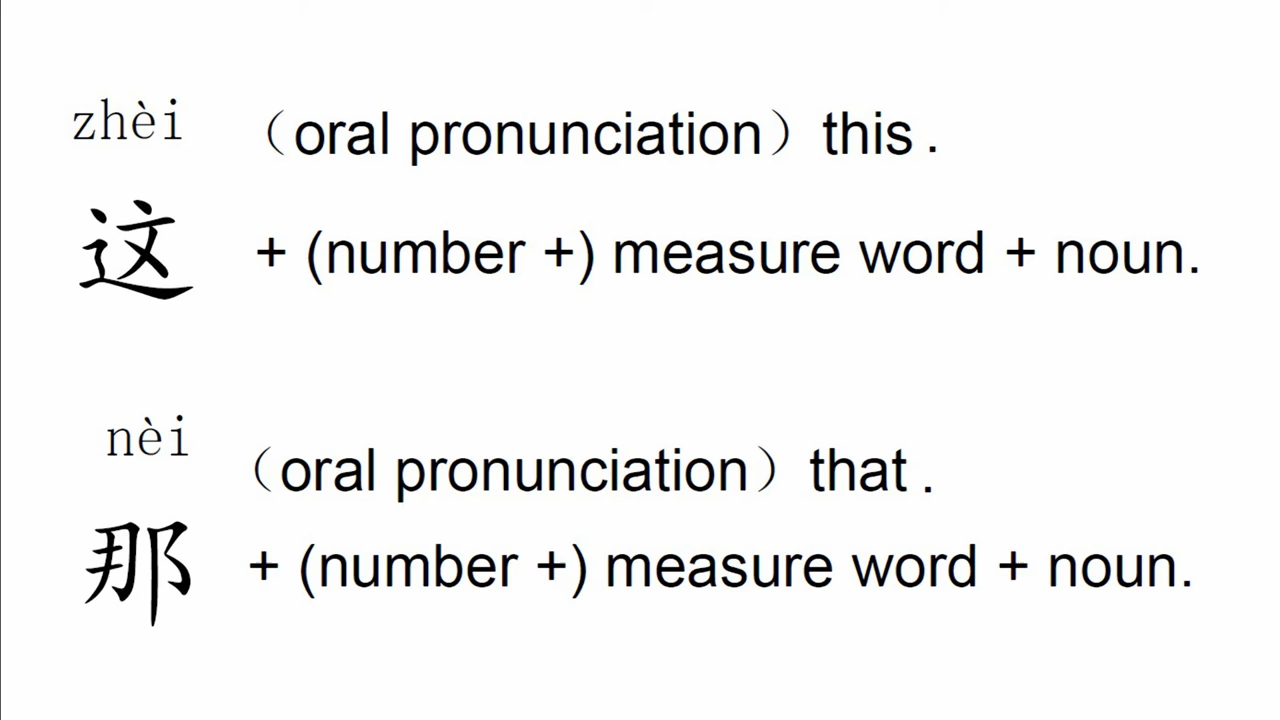 zhèi （oral pronunciation）this .
这 + (number +) measure word + noun.
nèi （oral pronunciation）that .
那 + (number +) measure word + noun.